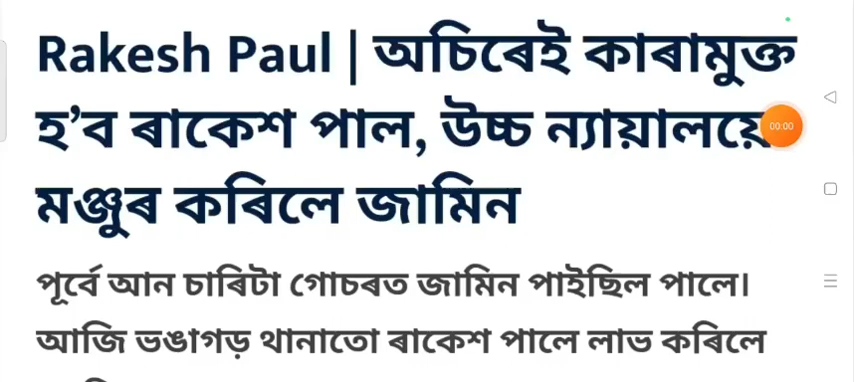 Rakesh Paul | অচিৰেই কাৰামুক্ত
হ’ব ৰাকেশ পাল, উচ্চ ন্যায়ালয়ে
00:00
মঞ্জুৰ কৰিলে জামিন
পূৰ্বে আন চাৰিটা গোচৰত জামিন পাইছিল পালে।
আজি ভঙাগড় থানাতো ৰাকেশ পালে লাভ কৰিলে